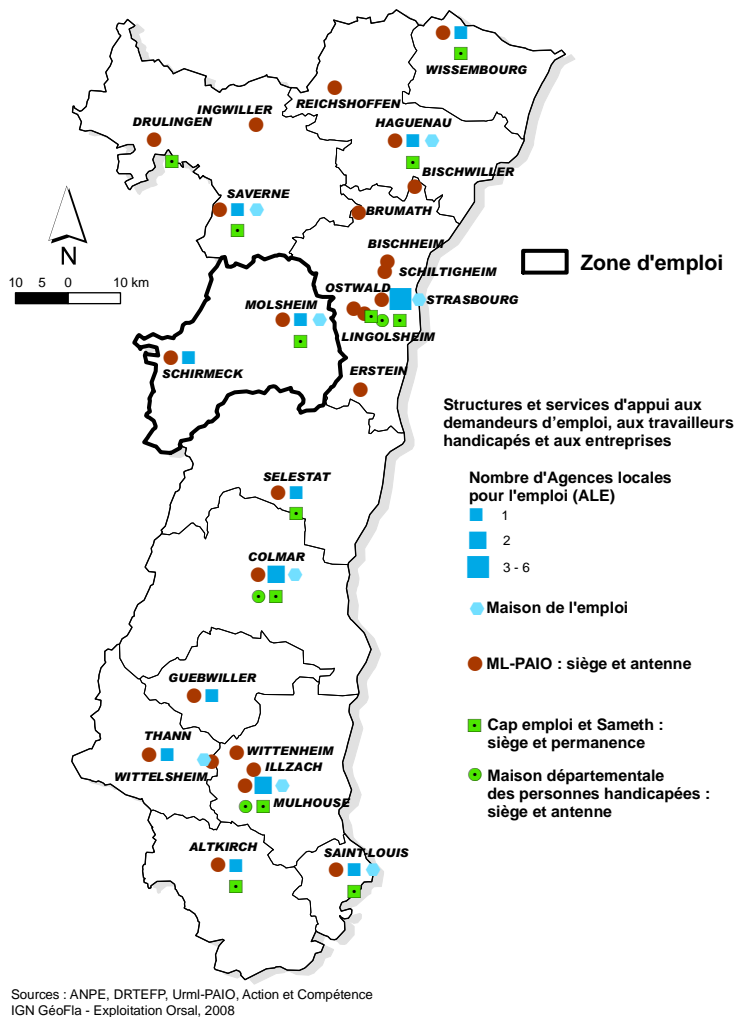 WISSEMBOURG
REICHSHOFFEN
INGWILLER
DRULINGEN
HAGUENAU
BISCHWILLER
SAVERNE
BRUMATH
BISCHHEIM
SCHILTIGHEIM
OSTWALD
STRASBOURG
MOLSHEIM
LINGOLSHEIM
SCHIRMECK
ERSTEIN
N
10 5 0 10 km
Zone d'emploi
SELESTAT
COLMAR
GUEBWILLER
THANN
WITTELSHEIM
WITTENHEIM
ILLZACH
MULHOUSE
ALTKIRCH
SAINT-LOUIS
Structures et services d'appui aux
demandeurs d'emploi, aux travailleurs
handicapés et aux entreprises
Nombre d'Agences locales
pour l'emploi (ALE)
1
2
3 - 6
Maison de l'emploi
ML-PAIO : siège et antenne
Cap emploi et Sameth :
siège et permanence
Maison départementale
des personnes handicapées :
siège et antenne
Sources : ANPE, DRTEFP, Urml-PAIO, Action et Compétence
IGN GéoFla - Exploitation Orsal, 2008